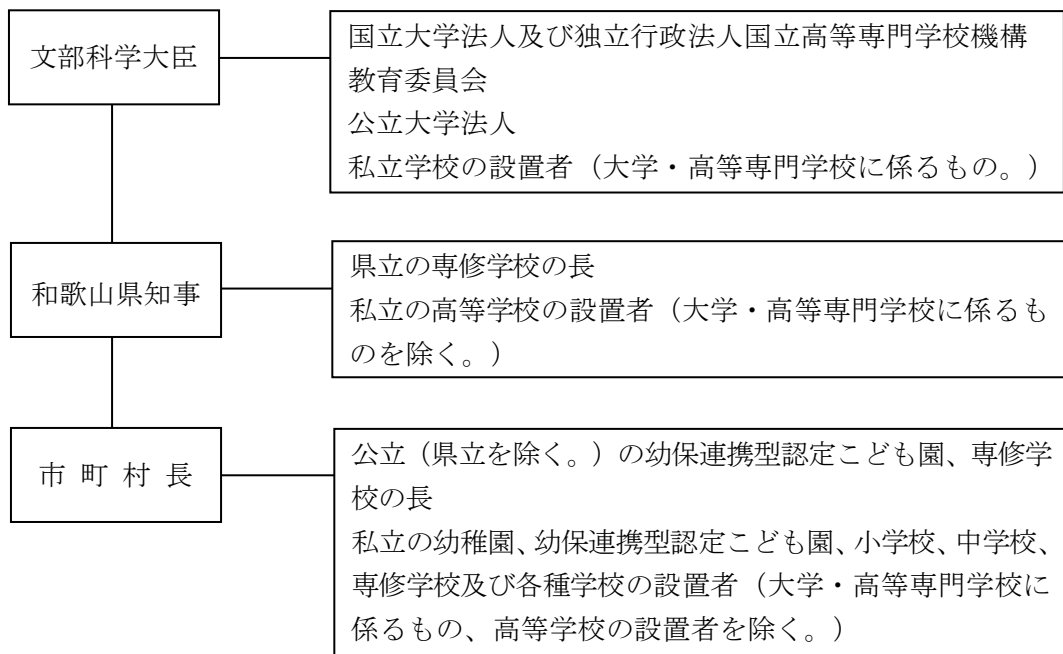 文部科学大臣
国立大学法人及び独立行政法人国立高等専門学校機構
教育委員会
公立大学法人
私立学校の設置者（大学・高等専門学校に係るもの。）
和歌山県知事
県立の専修学校の長
私立の高等学校の設置者（大学・高等専門学校に係るも
のを除く。）
市 町 村 長
公立（県立を除く。）の幼保連携型認定こども園、専修学
校の長
私立の幼稚園、幼保連携型認定こども園、小学校、中学校、
専修学校及び各種学校の設置者（大学・高等専門学校に
係るもの、高等学校の設置者を除く。）